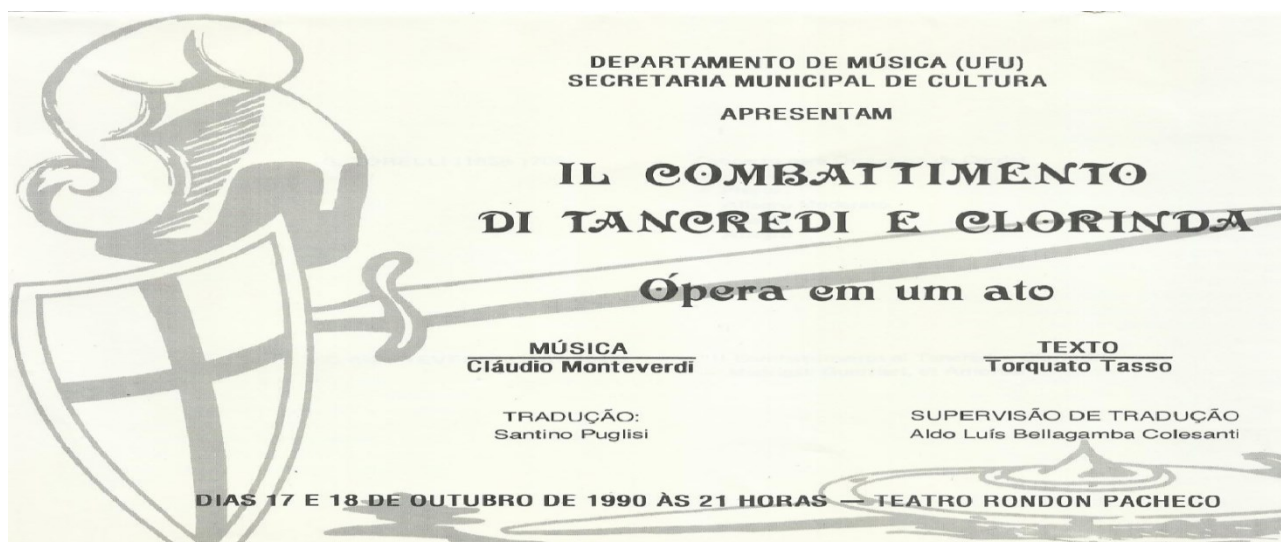 DEPARTAMENTO DE MÚSICA (UFU)
SECRETARIA MUNICIPAL DE CULTURA
APRESENTAM
IL COMBATTIMENTO
DI TANCREDI E CLORINDA
Ópera em um ato
MÚSICA
Cláudio Monteverdi
TEXTO
Torquato Tasso
TRADUÇÃO:
Santino Puglisi
SUPERVISÃO DE TRADUÇÃO
Aldo Luís Bellagamba Colesanti
DIAS 17 E 18 DE OUTUBRO DE 1990 ÀS 21 HORAS — TEATRO RONDON PACHECO